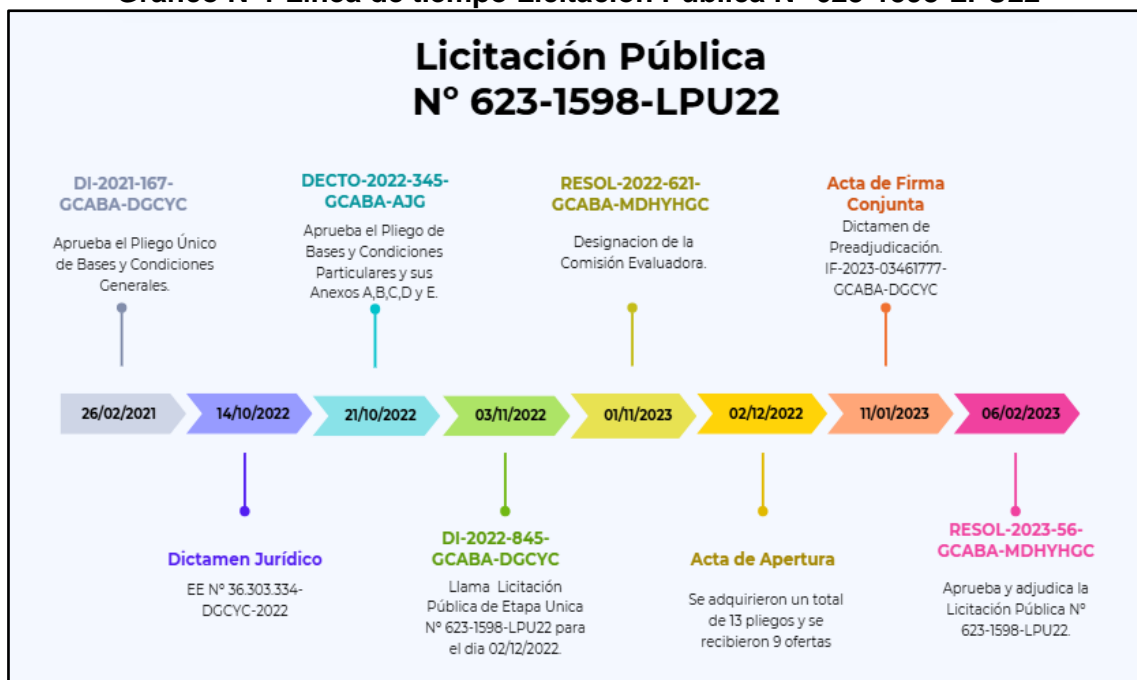 Licitación Pública
Nº 623-1598-LPU22
DI-2021-167-
GCABA-DGCYC
Aprueba el Pliego Único
de Bases y Condiciones
Generales.
DECTO-2022-345-
GCABA-AJG
Aprueba el Pliego de
Bases y Condiciones
Particulares y sus
Anexos A,B,C,D y E.
RESOL-2022-621-
GCABA-MDHYHGC
Designacion de la
Comisión Evaluadora.
Acta de Firma
Conjunta
Dictamen de
Preadjudicación.
IF-2023-03461777-
GCABA-DGCYC
26/02/2021
14/10/2022
21/10/2022
03/11/2022
01/11/2023
02/12/2022
11/01/2023
06/02/2023
Dictamen Jurídico
EE Nº 36.303.334-
DGCYC-2022
DI-2022-845-
GCABA-DGCYC
Llama Licitación
Pública de Etapa Unica
Nº 623-1598-LPU22 para
el dia 02/12/2022.
Acta de Apertura
Se adquirieron un total
de 13 pliegos y se
recibieron 9 ofertas
RESOL-2023-56-
GCABA-MDHYHGC
Aprueba y adjudica la
Licitación Pública Nº
623-1598-LPU22.